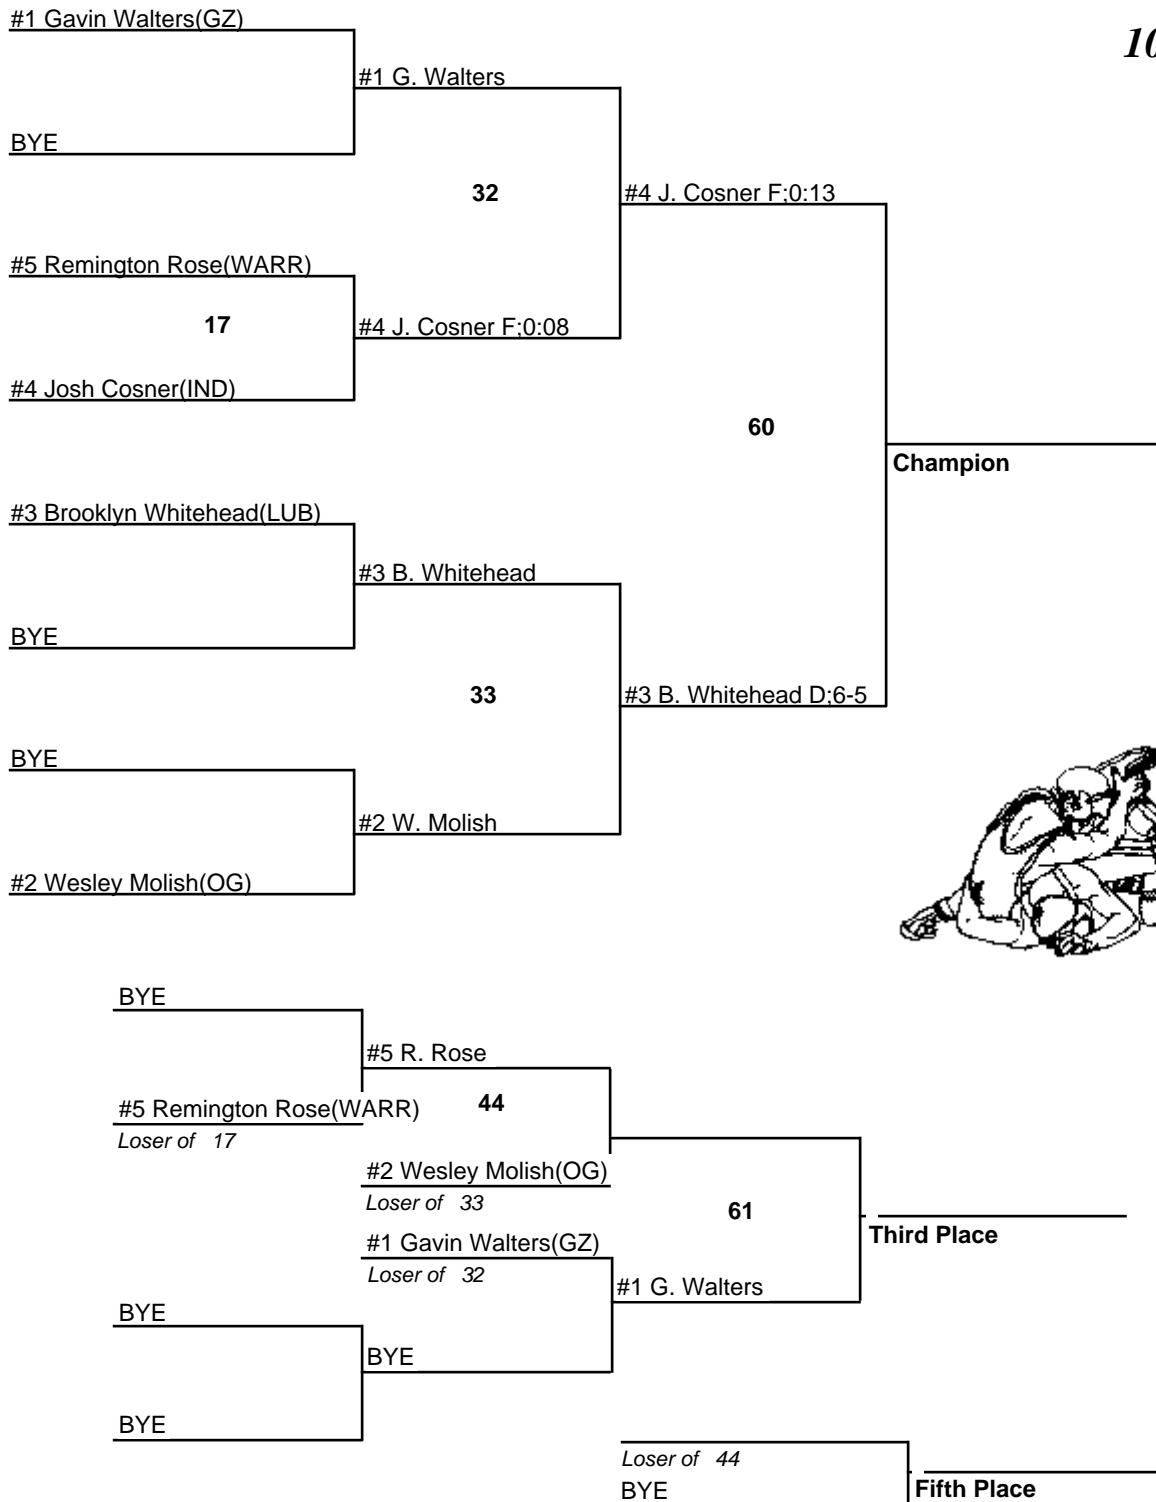 #1 Gavin Walters(GZ)
10
#1 G. Walters
BYE
32
#4 J. Cosner F;0:13
#5 Remington Rose(WARR)
17
#4 J. Cosner F;0:08
#4 Josh Cosner(IND)
60
Champion
#3 Brooklyn Whitehead(LUB)
#3 B. Whitehead
BYE
33
#3 B. Whitehead D;6-5
BYE
#2 W. Molish
#2 Wesley Molish(OG)
BYE
#5 R. Rose
#5 Remington Rose(WARR)
44
Loser of 17
#2 Wesley Molish(OG)
Loser of 33
61
Third Place
#1 Gavin Walters(GZ)
Loser of 32
#1 G. Walters
BYE
BYE
BYE
Loser of 44
BYE
Fifth Place